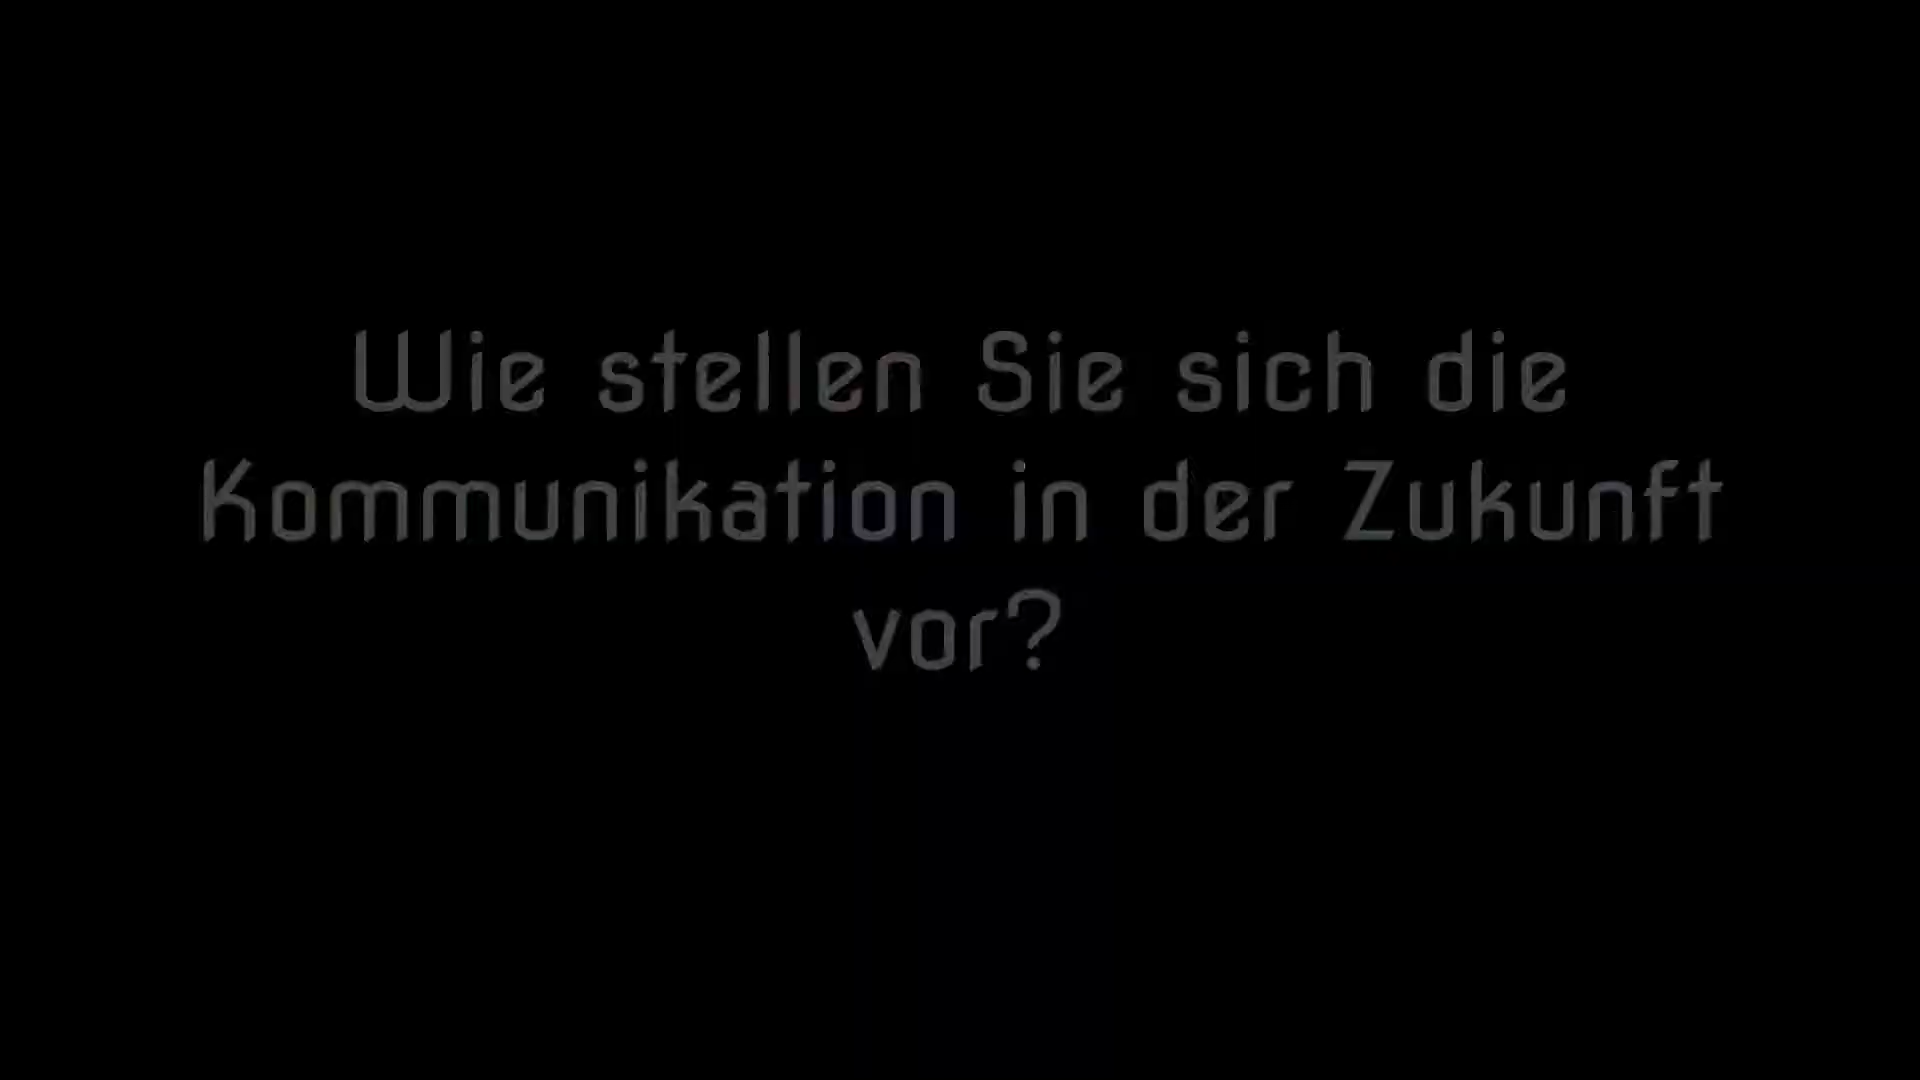 Wie stellen Sie sich die
Kommunikation in der Zukunft
vor?